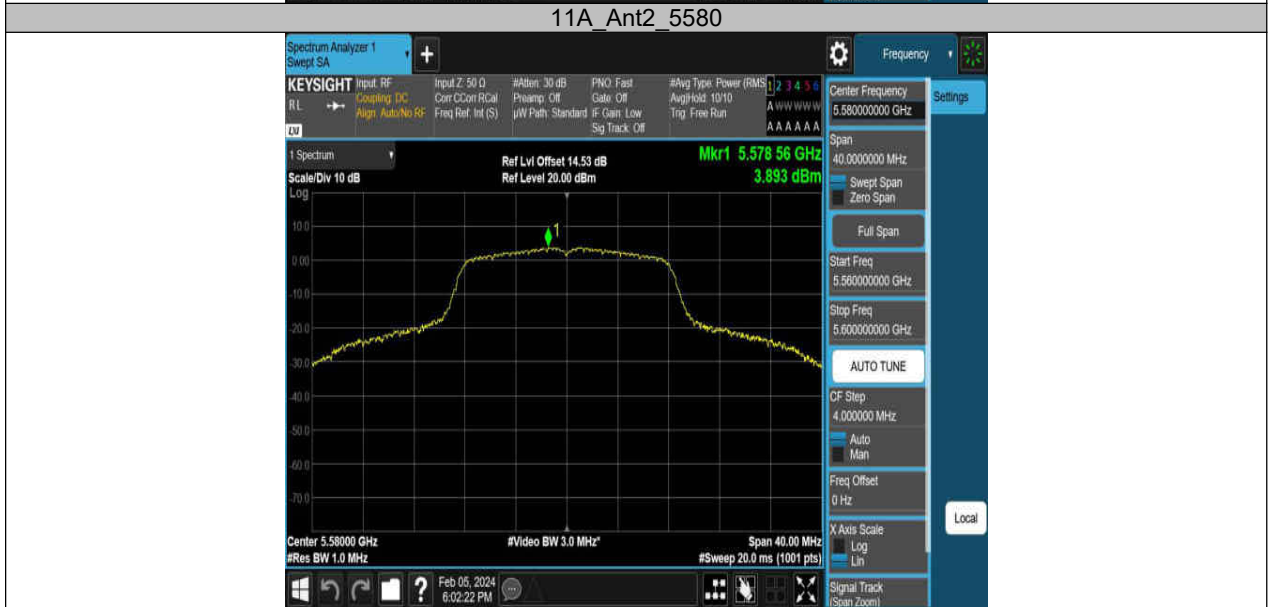 11A_Ant2_5580
Spectrum Analyzer 1
Swept SA
+
Frequency
KEYSIGHT
RL
LXI
Input: RF
Coupling: DC
Align: Auto/No RF
Input Z: 50 Ω
Corr CCorr RCal
Freq Ref: Int (S)
#Atten: 30 dB
Preamp: Off
µW Path: Standard
PNO: Fast
Gate: Off
IF Gain: Low
Sig Track: Off
#Avg Type: Power (RMS
Avg|Hold: 10/10
Trig: Free Run
1 2 3 4 5 6
A W W W W W
A A A A A A
Center Frequency
5.580000000 GHz
Settings
1 Spectrum
Scale/Div 10 dB
Log
Ref Lvl Offset 14.53 dB
Ref Level 20.00 dBm
Mkr1 5.578 56 GHz
3.893 dBm
Span
40.0000000 MHz
Swept Span
Zero Span
Full Span
Start Freq
5.560000000 GHz
Stop Freq
5.600000000 GHz
AUTO TUNE
CF Step
4.000000 MHz
Auto
Man
Freq Offset
0 Hz
X Axis Scale
Log
Lin
Signal Track
(Span Zoom)
Local
1
10.0
0.00
-10.0
-20.0
-30.0
-40.0
-50.0
-60.0
-70.0
Center 5.58000 GHz
#Res BW 1.0 MHz
#Video BW 3.0 MHz*
Span 40.00 MHz
#Sweep 20.0 ms (1001 pts)
?
Feb 05, 2024
6:02:22 PM